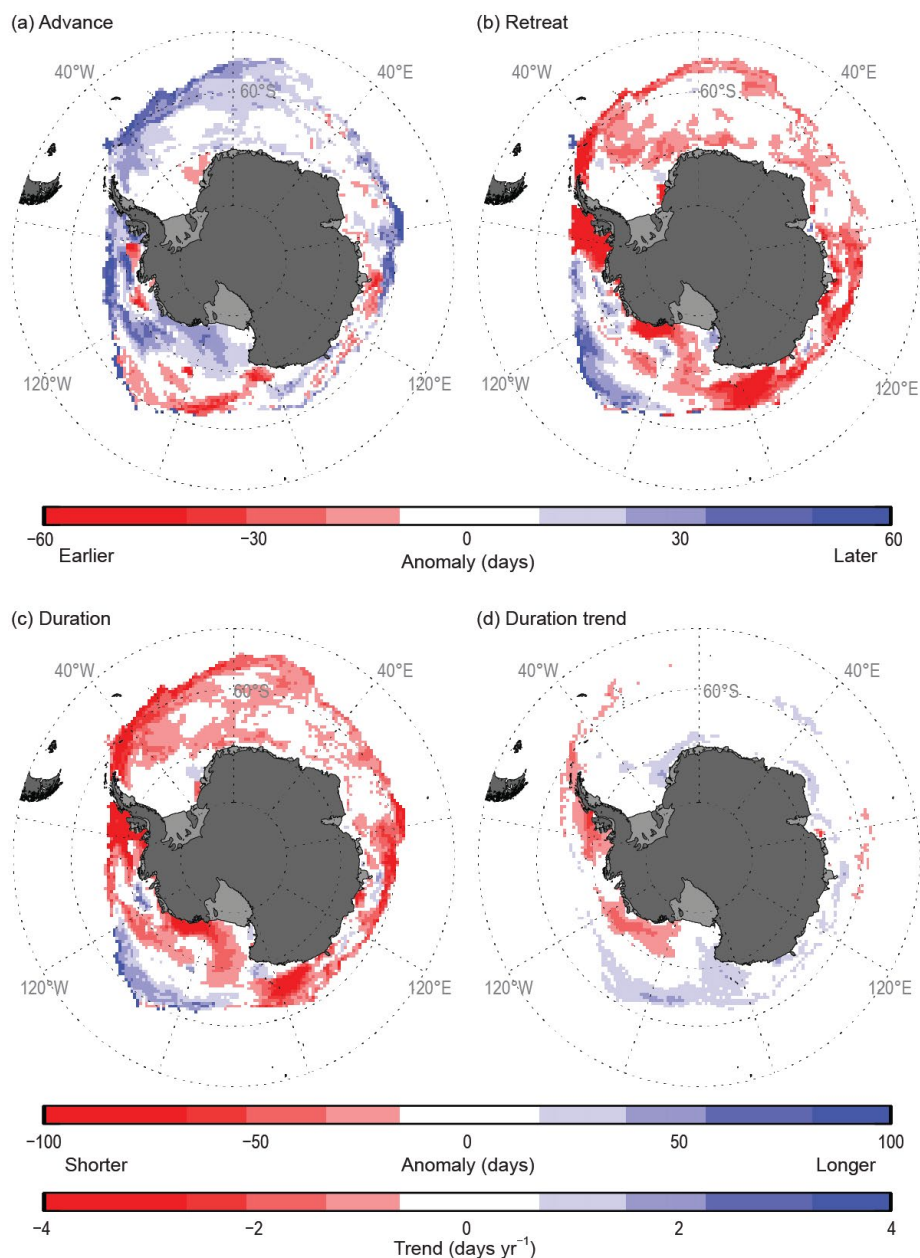 (a) Advance
(b) Retreat
40°W
40°E
40°W
40°E
60°S
60°S
120°W
120°E
120°W
120°E
−60
−30
0
30
60
Earlier
Anomaly (days)
Later
(c) Duration
(d) Duration trend
40°W
40°E
40°W
40°E
60°S
60°S
120°W
120°E
120°W
120°E
−100
−50
0
50
100
Shorter
Anomaly (days)
Longer
−4
−2
0
2
4
Trend (days yr⁻¹)